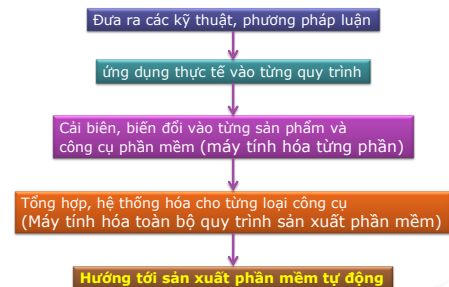 Đưa ra các kỹ thuật, phương pháp luận
ứng dụng thực tế vào từng quy trình
Cải biên, biến đổi vào từng sản phẩm và
công cụ phần mềm (máy tính hóa từng phần)
Tổng hợp, hệ thống hóa cho từng loại công cụ
(Máy tính hóa toàn bộ quy trình sản xuất phần mềm)
Hướng tới sản xuất phần mềm tự động